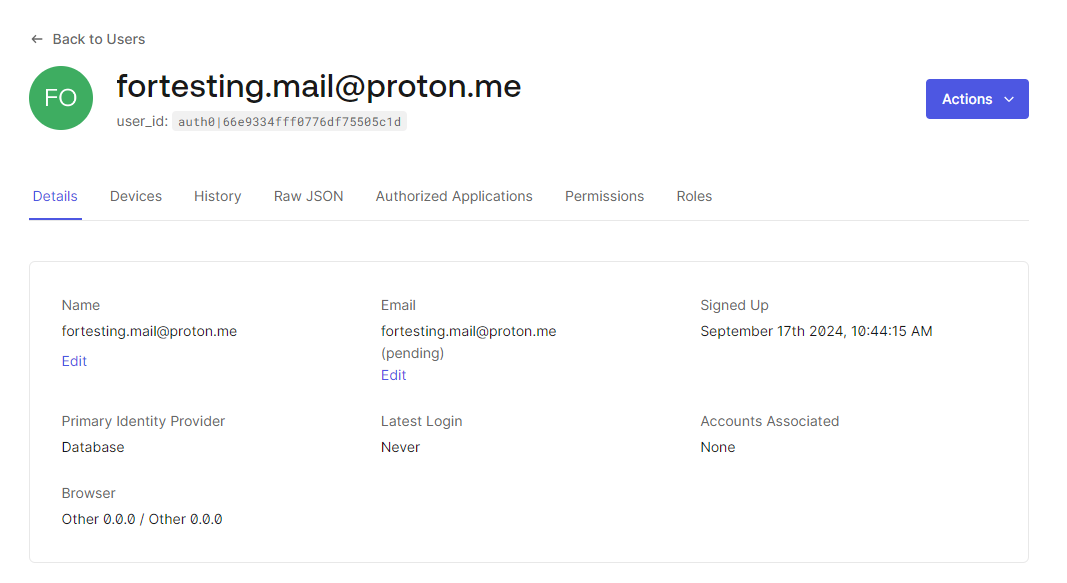 ← Back to Users
FO
fortesting.mail@proton.me
user_id: auth0|66e9334fff0776df75505c1d
Actions
Details Devices History Raw JSON Authorized Applications Permissions Roles
Name Email Signed Up
fortesting.mail@proton.me fortesting.mail@proton.me September 17th 2024, 10:44:15 AM
(pending)
Edit Edit
Primary Identity Provider Latest Login Accounts Associated
Database Never None
Browser
Other 0.0.0 / Other 0.0.0